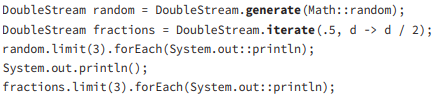 DoubleStream random = DoubleStream.generate(Math::random);
DoubleStream fractions = DoubleStream.iterate(.5, d -> d / 2);
random.limit(3).forEach(System.out::println);
System.out.println();
fractions.limit(3).forEach(System.out::println);